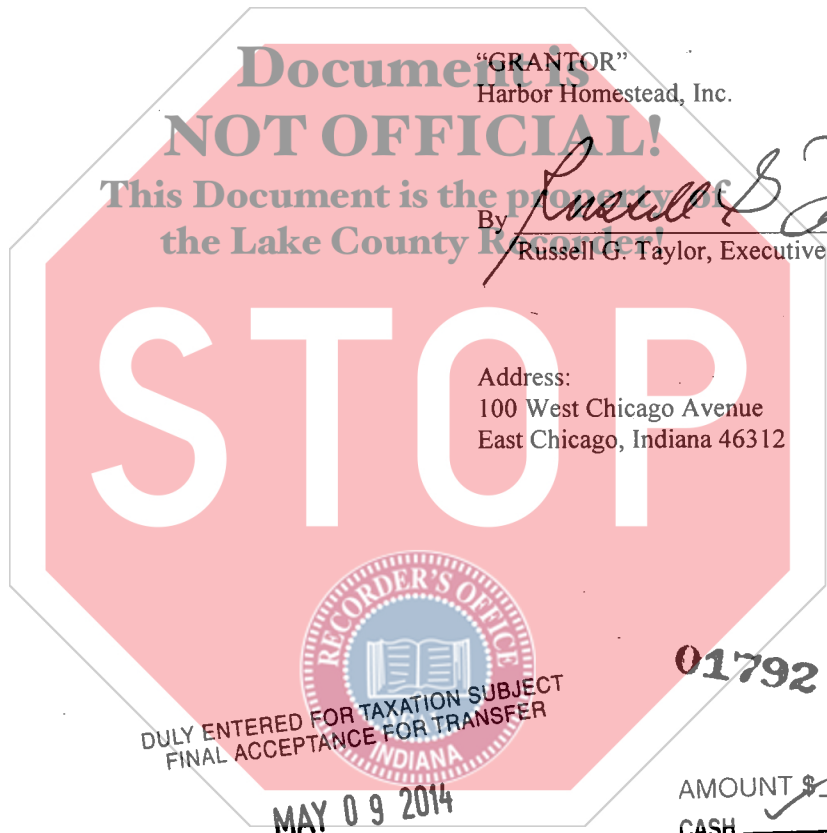 Document is
NOT OFFICIAL!
This Document is the property of
the Lake County Recorder!
"GRANTOR"
Harbor Homestead, Inc.
By Russell G
Russell G. Taylor, Executive
Address:
100 West Chicago Avenue
East Chicago, Indiana 46312
STOP
RECORDER'S OFFICE
INDIANA
01792
DULY ENTERED FOR TAXATION SUBJECT
FINAL ACCEPTANCE FOR TRANSFER
MAY 09 2014
AMOUNT $
CASH